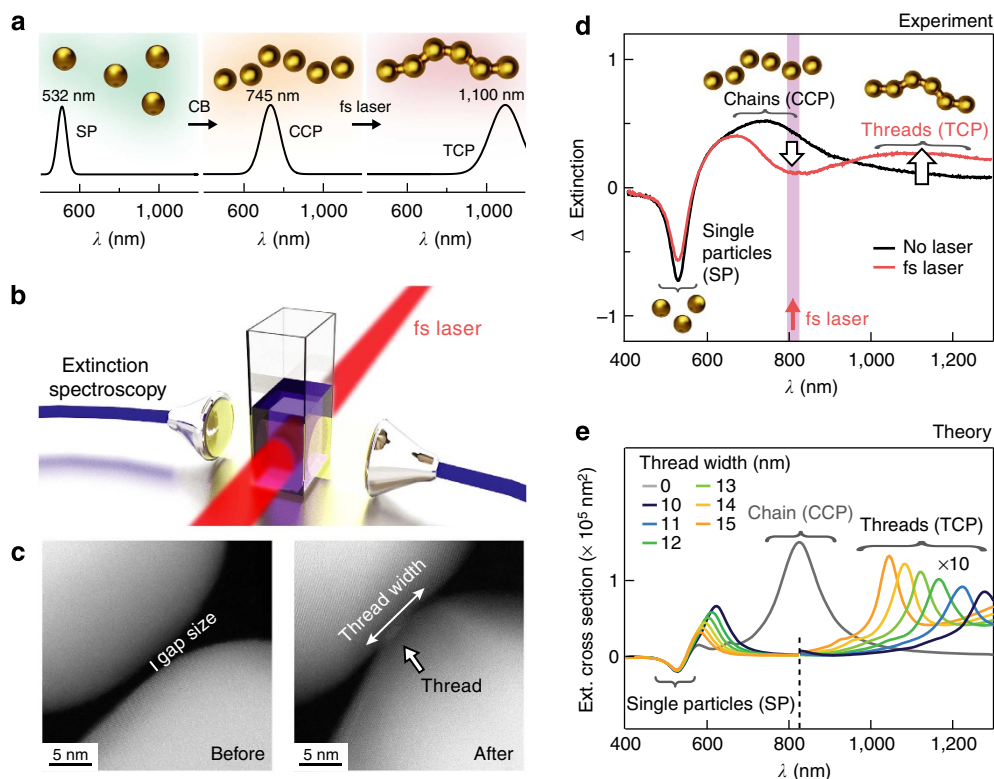 a
532 nm
SP
CB
745 nm
CCP
fs laser
1,100 nm
TCP
600 1,000
600 1,000
600 1,000
λ (nm)
λ (nm)
λ (nm)
b
fs laser
Extinction
spectroscopy
c
I gap size
5 nm
Before
Thread width
Thread
5 nm
After
d
Experiment
Δ Extinction
1
0
−1
Chains (CCP)
Threads (TCP)
Single
particles
(SP)
No laser
fs laser
fs laser
400 600 800 1,000 1,200
λ (nm)
e
Theory
Ext. cross section (× 10⁵ nm²)
1
0
Thread width (nm)
0 13
10 14
11 15
12
Chain (CCP)
Threads (TCP)
×10
Single particles (SP)
400 600 800 1,000 1,200
λ (nm)